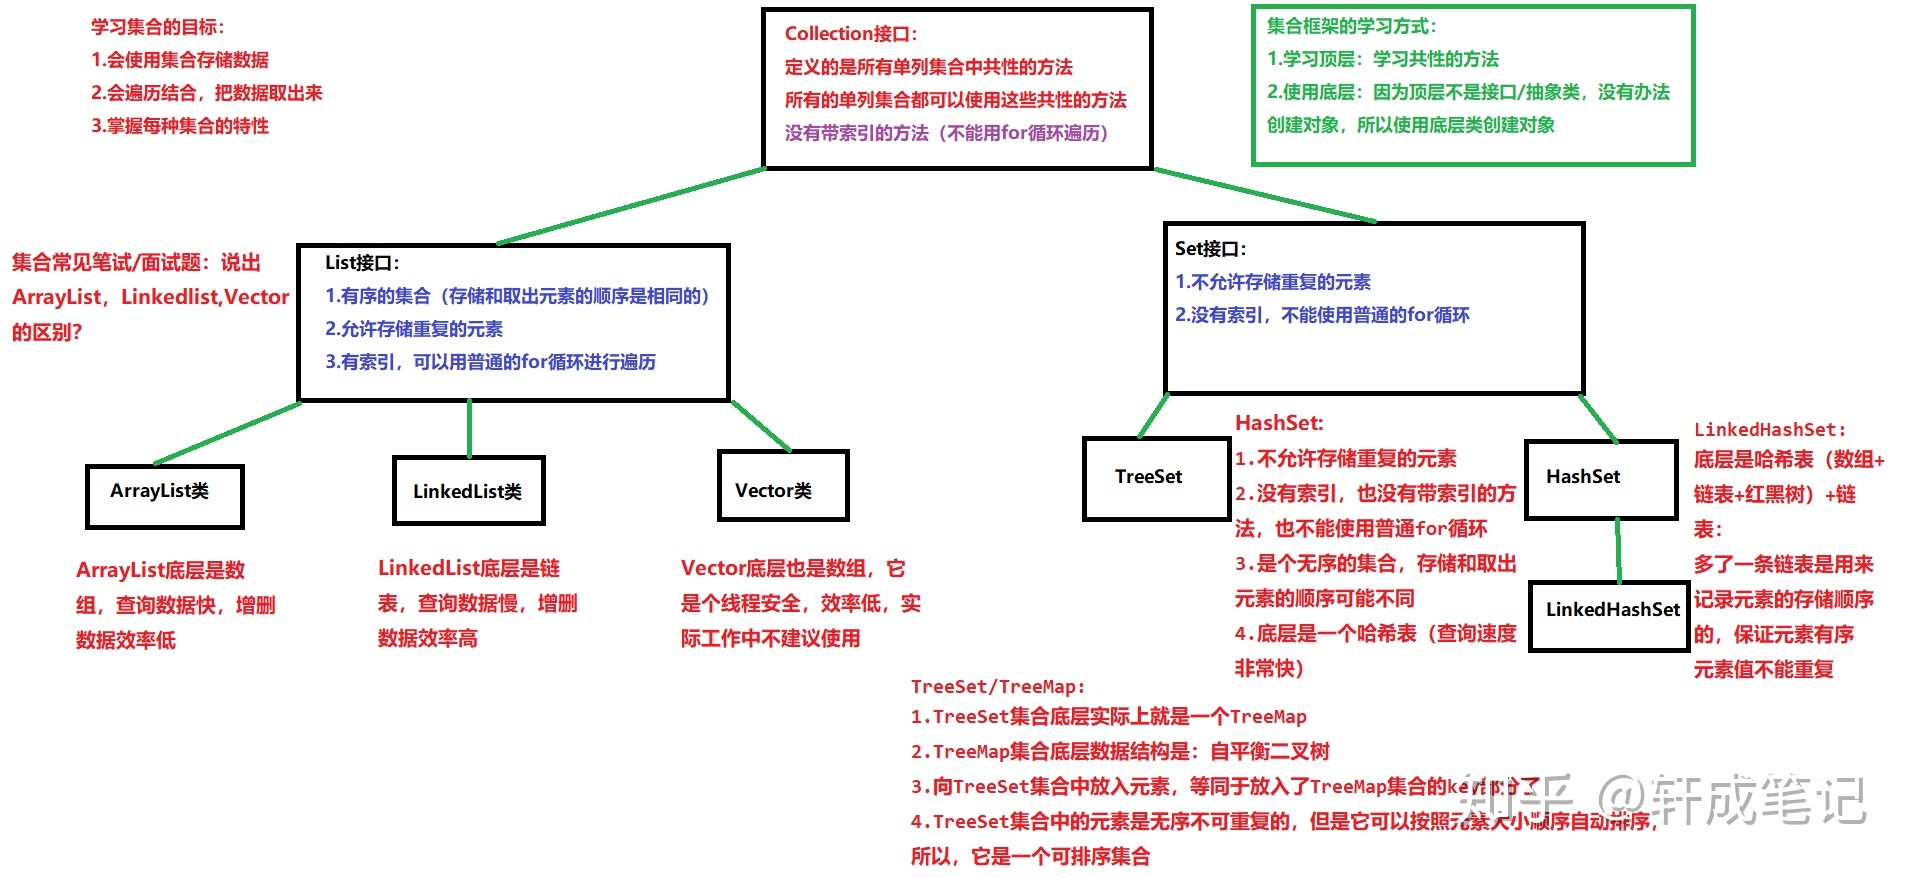 学习集合的目标：
1.会使用集合存储数据
2.会遍历结合，把数据取出来
3.掌握每种集合的特性
Collection接口：
定义的是所有单列集合中共性的方法
所有的单列集合都可以使用这些共性的方法
没有带索引的方法（不能用for循环遍历）
集合框架的学习方式：
1.学习顶层：学习共性的方法
2.使用底层：因为顶层不是接口/抽象类，没有办法
创建对象，所以使用底层类创建对象
集合常见笔试/面试题：说出
ArrayList，Linkedlist,Vector
的区别？
List接口：
1.有序的集合（存储和取出元素的顺序是相同的）
2.允许存储重复的元素
3.有索引，可以用普通的for循环进行遍历
Set接口：
1.不允许存储重复的元素
2.没有索引，不能使用普通的for循环
ArrayList类
LinkedList类
Vector类
ArrayList底层是数
组，查询数据快，增删
数据效率低
LinkedList底层是链
表，查询数据慢，增删
数据效率高
Vector底层也是数组，它
是个线程安全，效率低，实
际工作中不建议使用
TreeSet
HashSet:
1.不允许存储重复的元素
2.没有索引，也没有带索引的方
法，也不能使用普通for循环
3.是个无序的集合，存储和取出
元素的顺序可能不同
4.底层是一个哈希表（查询速度
非常快）
HashSet
LinkedHashSet
LinkedHashSet:
底层是哈希表（数组+
链表+红黑树）+链
表：
多了一条链表是用来
记录元素的存储顺序
的，保证元素有序
元素值不能重复
TreeSet/TreeMap:
1.TreeSet集合底层实际上就是一个TreeMap
2.TreeMap集合底层数据结构是：自平衡二叉树
3.向TreeSet集合中放入元素，等同于放入了TreeMap集合的key部分了
4.TreeSet集合中的元素是无序不可重复的，但是它可以按照元素大小顺序自动排序，
所以，它是一个可排序集合
知乎 @轩成笔记